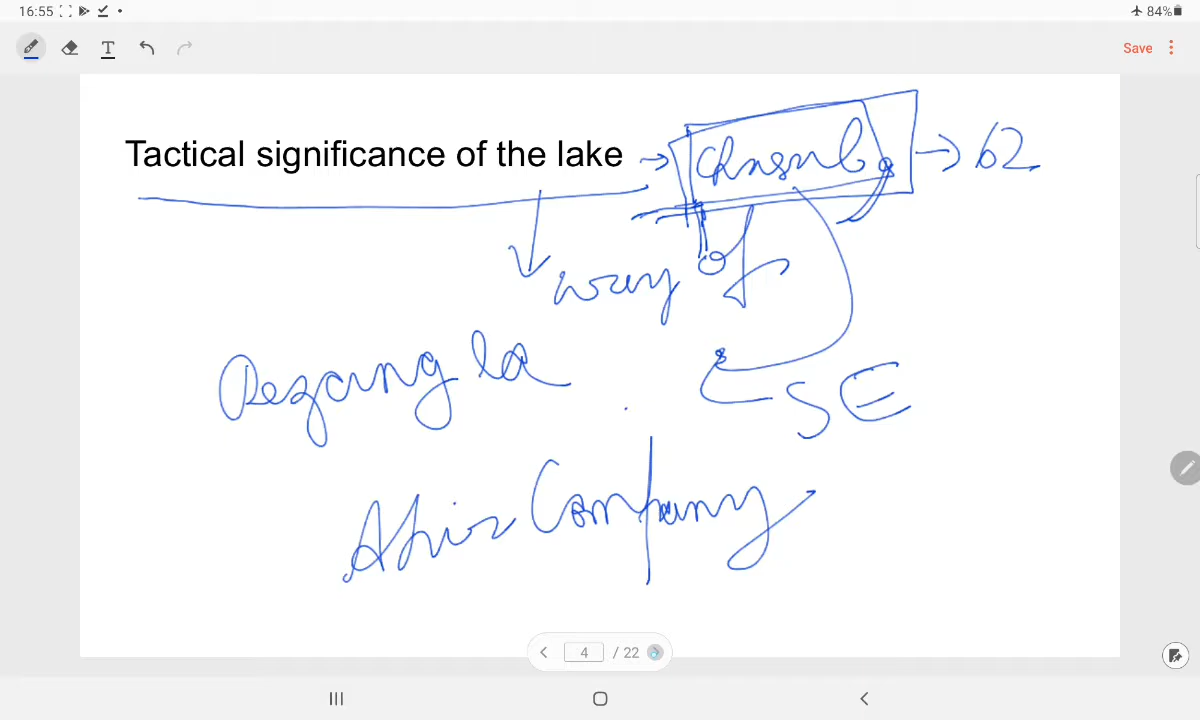 16:55
84%
T
Save
Tactical significance of the lake
→ 62
way of
Rezang la
SE
Ahir Company
4 / 22